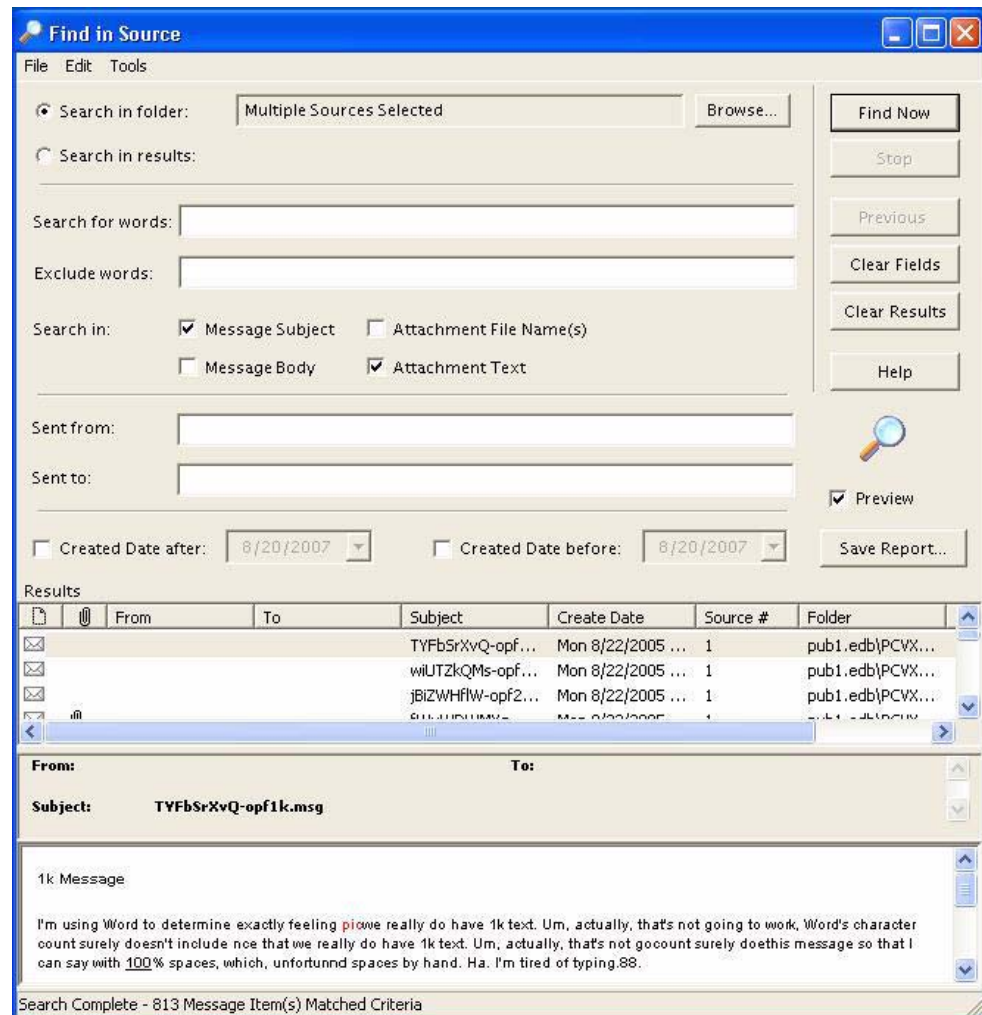 Find in Source
File Edit Tools
Search in folder: Multiple Sources Selected Browse... Find Now
Search in results: Stop
Search for words: Previous
Exclude words: Clear Fields
Clear Results
Search in: Message Subject Attachment File Name(s)
Message Body Attachment Text Help
Sent from:
Sent to:
Preview
Created Date after: 8/20/2007 Created Date before: 8/20/2007 Save Report...
Results
From To Subject Create Date Source # Folder
TYFbSrXvQ-opf... Mon 8/22/2005 ... 1 pub1.edb\PCVX...
wiUTZkQMs-opf... Mon 8/22/2005 ... 1 pub1.edb\PCVX...
jBiZWHflW-opf2... Mon 8/22/2005 ... 1 pub1.edb\PCVX...
From: To:
Subject: TYFbSrXvQ-opf1k.msg
1k Message
I'm using Word to determine exactly feeling picwe really do have 1k text. Um, actually, that's not going to work, Word's character
count surely doesn't include nce that we really do have 1k text. Um, actually, that's not gocount surely doethis message so that I
can say with 100% spaces, which, unfortunnd spaces by hand. Ha. I'm tired of typing.88.
Search Complete - 813 Message Item(s) Matched Criteria